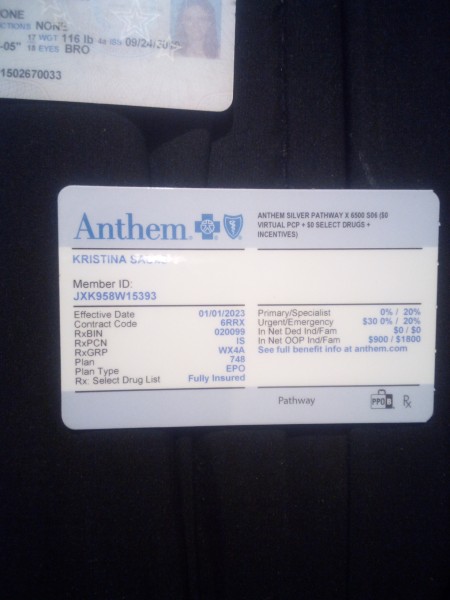 ONE
NONE
17 WGT 116 lb
-05" 18 EYES BRO
1502670033
Anthem
ANTHEM SILVER PATHWAY X 6500 S06 ($0
VIRTUAL PCP + $0 SELECT DRUGS +
INCENTIVES)
KRISTINA
Member ID:
JXK958W15393
Effective Date 01/01/2023
Contract Code 6RRX
RxBIN 020099
RxPCN IS
RxGRP WX4A
Plan 748
Plan Type EPO
Rx: Select Drug List Fully Insured
Primary/Specialist 0% / 20%
Urgent/Emergency $30 0% / 20%
In Net Ded Ind/Fam $0 / $0
In Net OOP Ind/Fam $900 / $1800
See full benefit info at anthem.com
Pathway PPO Rx